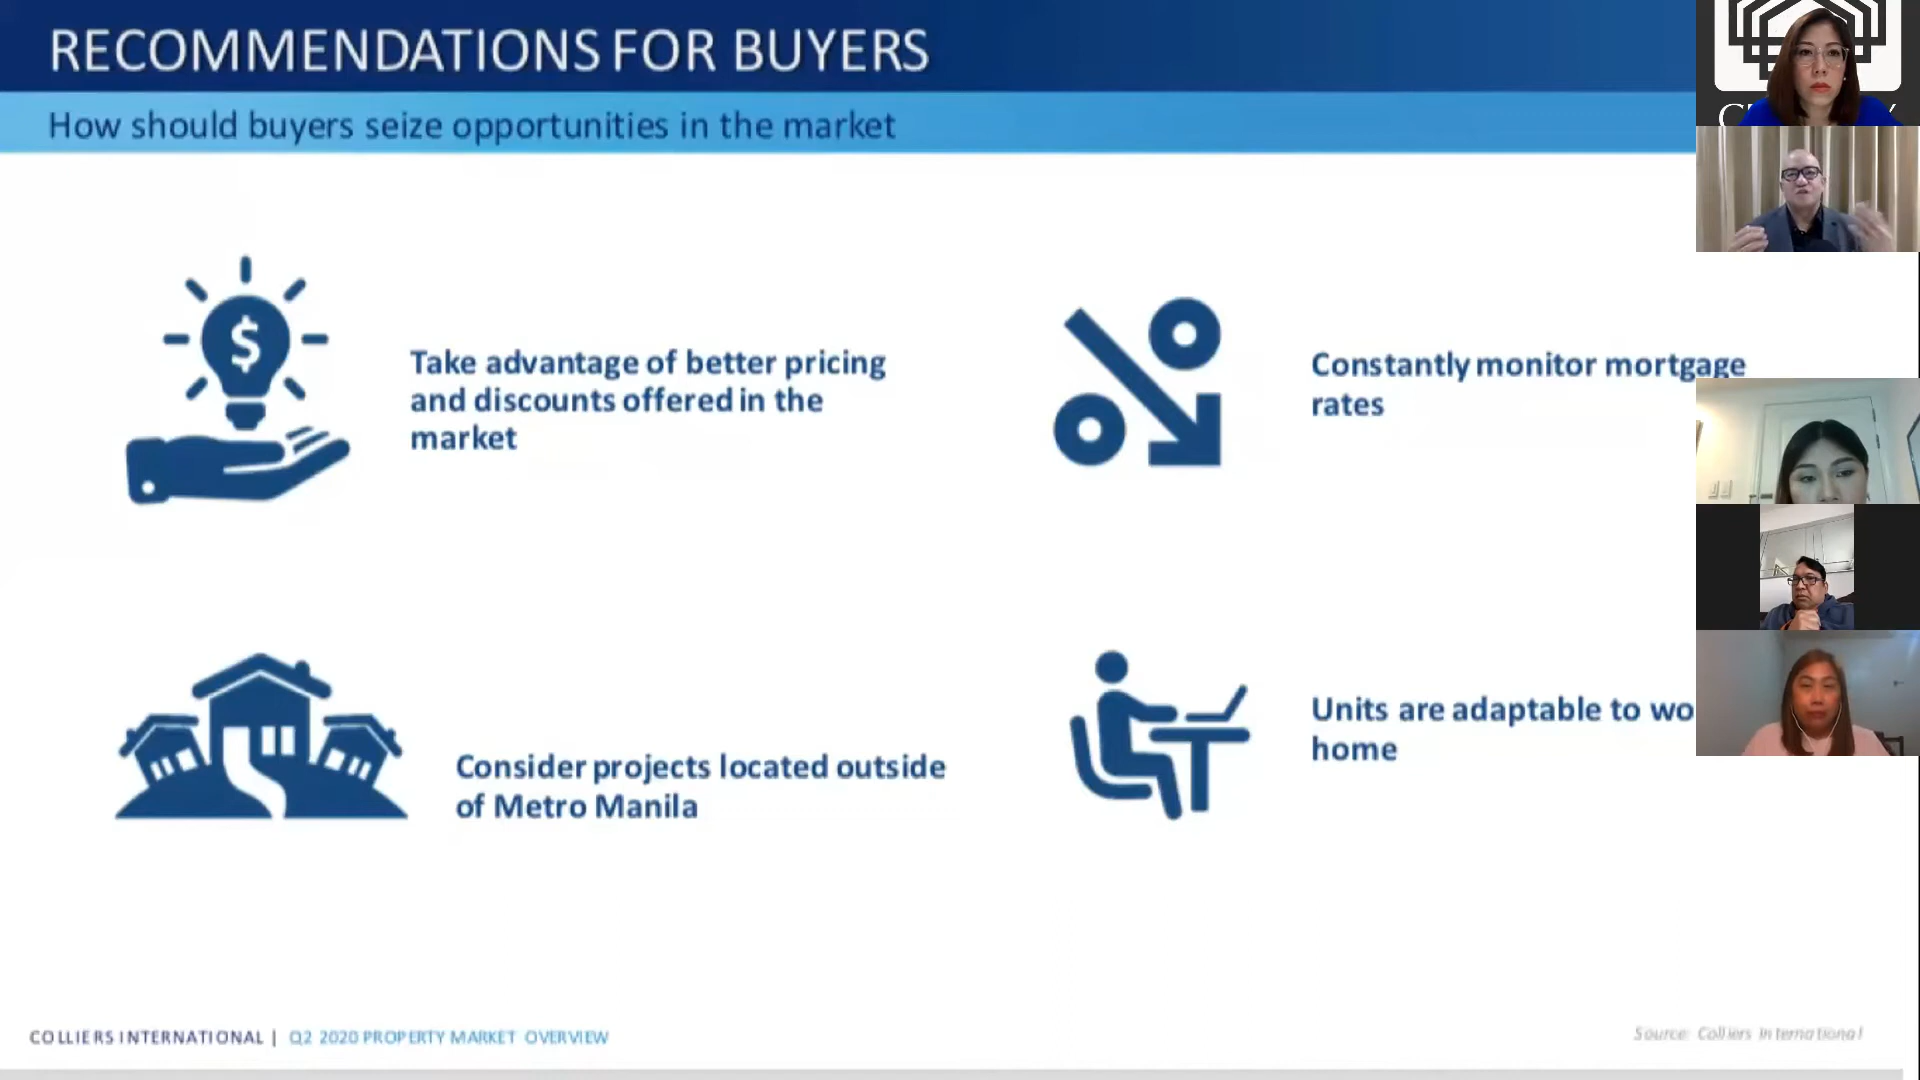 RECOMMENDATIONS FOR BUYERS
How should buyers seize opportunities in the market
$
Take advantage of better pricing
and discounts offered in the
market
Constantly monitor mortgage
rates
Consider projects located outside
of Metro Manila
Units are adaptable to wo
home
COLLIERS INTERNATIONAL | Q2 2020 PROPERTY MARKET OVERVIEW
Source: Colliers International